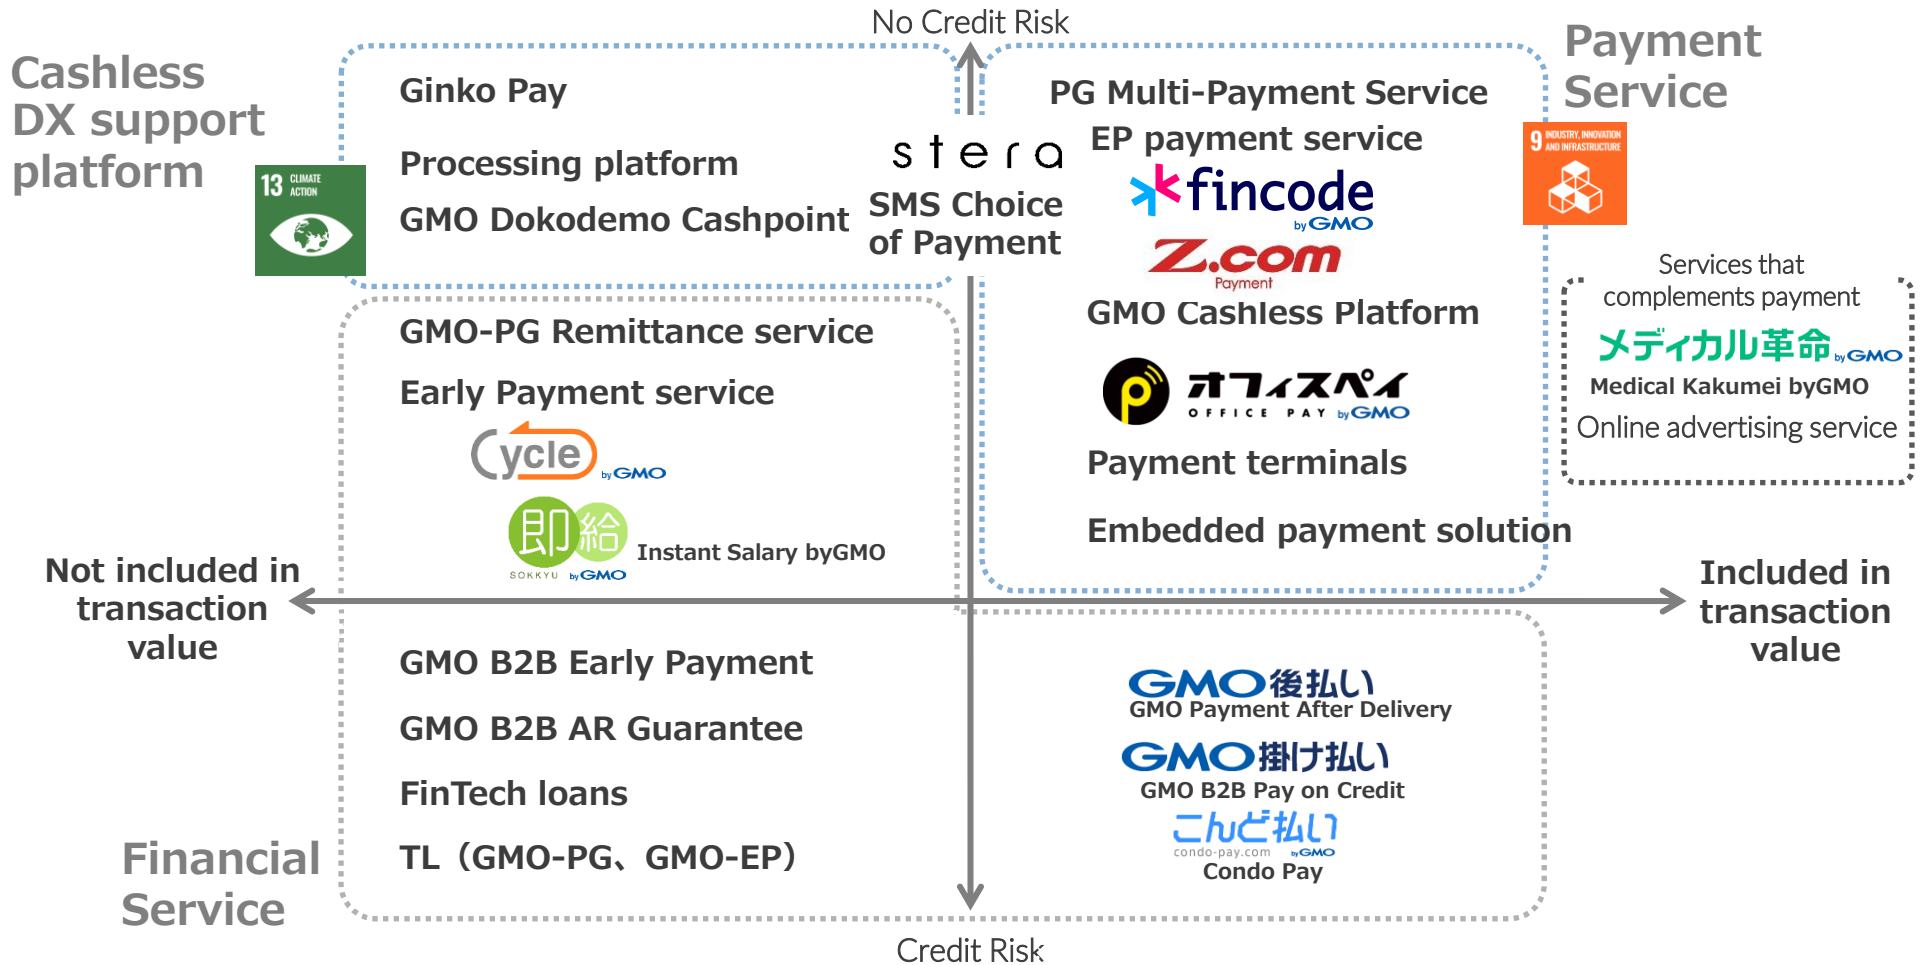 No Credit Risk
Cashless
DX support
platform
13 CLIMATE
ACTION
Ginko Pay
Processing platform
GMO Dokodemo Cashpoint
stera
SMS Choice
of Payment
Payment
Service
9 INDUSTRY, INNOVATION
AND INFRASTRUCTURE
PG Multi-Payment Service
EP payment service
fincode
by GMO
Z.com
Payment
GMO Cashless Platform
オフィスペイ
OFFICE PAY by GMO
Payment terminals
Embedded payment solution
Services that
complements payment
メディカル革命 by GMO
Medical Kakumei byGMO
Online advertising service
GMO-PG Remittance service
Early Payment service
Cycle
by GMO
即給
SOKKYU by GMO
Instant Salary byGMO
Not included in
transaction
value
Included in
transaction
value
GMO B2B Early Payment
GMO B2B AR Guarantee
FinTech loans
TL（GMO-PG、GMO-EP）
Financial
Service
GMO後払い
GMO Payment After Delivery
GMO掛け払い
GMO B2B Pay on Credit
こんど払い
condo-pay.com by GMO
Condo Pay
Credit Risk